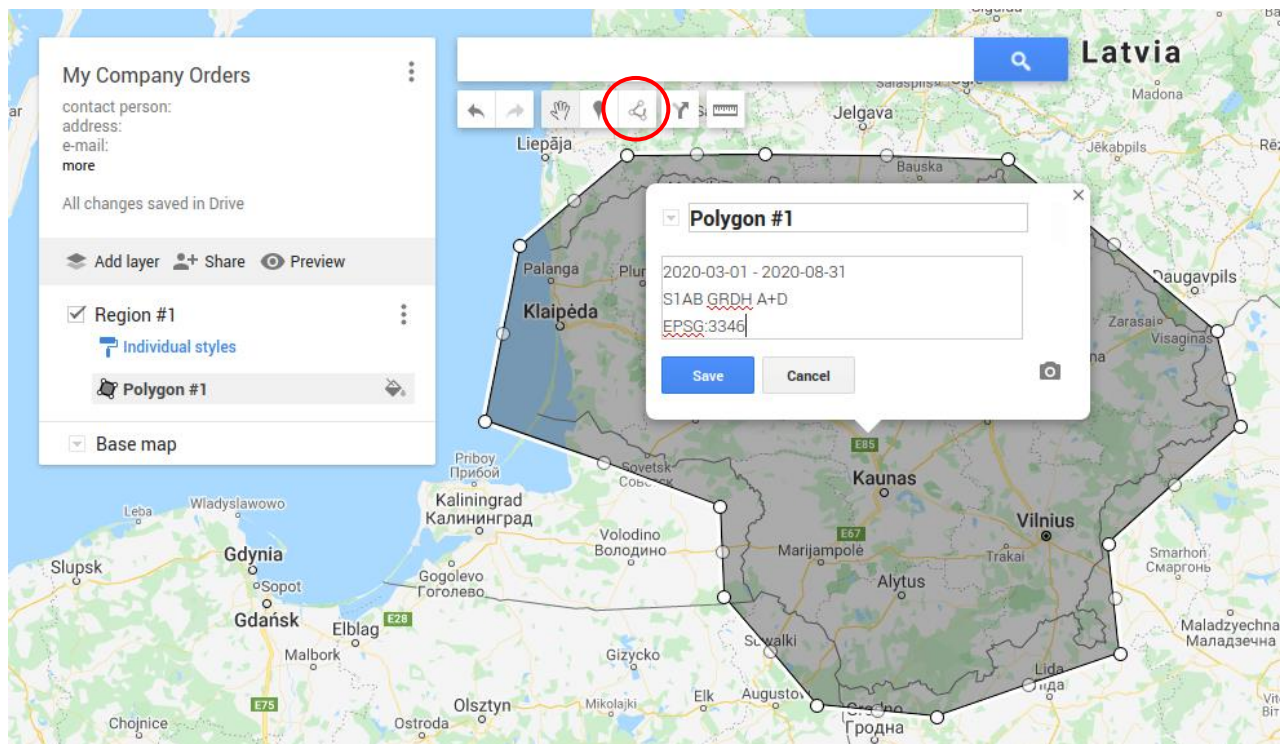 My Company Orders
contact person:
address:
e-mail:
more
All changes saved in Drive
Add layer
Share
Preview
Region #1
Individual styles
Polygon #1
Base map
Polygon #1
2020-03-01 - 2020-08-31
S1AB GRDH A+D
EPSG:3346
Save
Cancel
Latvia
Madona
Jelgava
Liepāja
Jēkabpils
Bauska
Palanga
Daugavpils
Klaipėda
Zarasai
Visaginas
E85
Priboy
Прибой
Sovetsk
Советск
Kaunas
Leba
Wladyslawowo
Kaliningrad
Калининград
Vilnius
E67
Volodino
Володино
Marijampolė
Trakai
Smarhon
Смаргонь
Gdynia
Slupsk
Sopot
Gogolevo
Гоголево
Alytus
Gdańsk
Elblag
E28
Maladzyechna
Маладзечна
Malbork
Gizycko
Suwalki
Lida
E75
Olsztyn
Mikolajki
Elk
Augustow
Chojnice
Ostroda
Grodno
Гродна